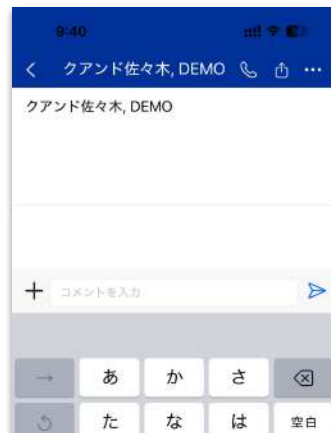 9:40
クアンド佐々木, DEMO
クアンド佐々木, DEMO
コメントを入力
→ あ か さ
た な は 空白